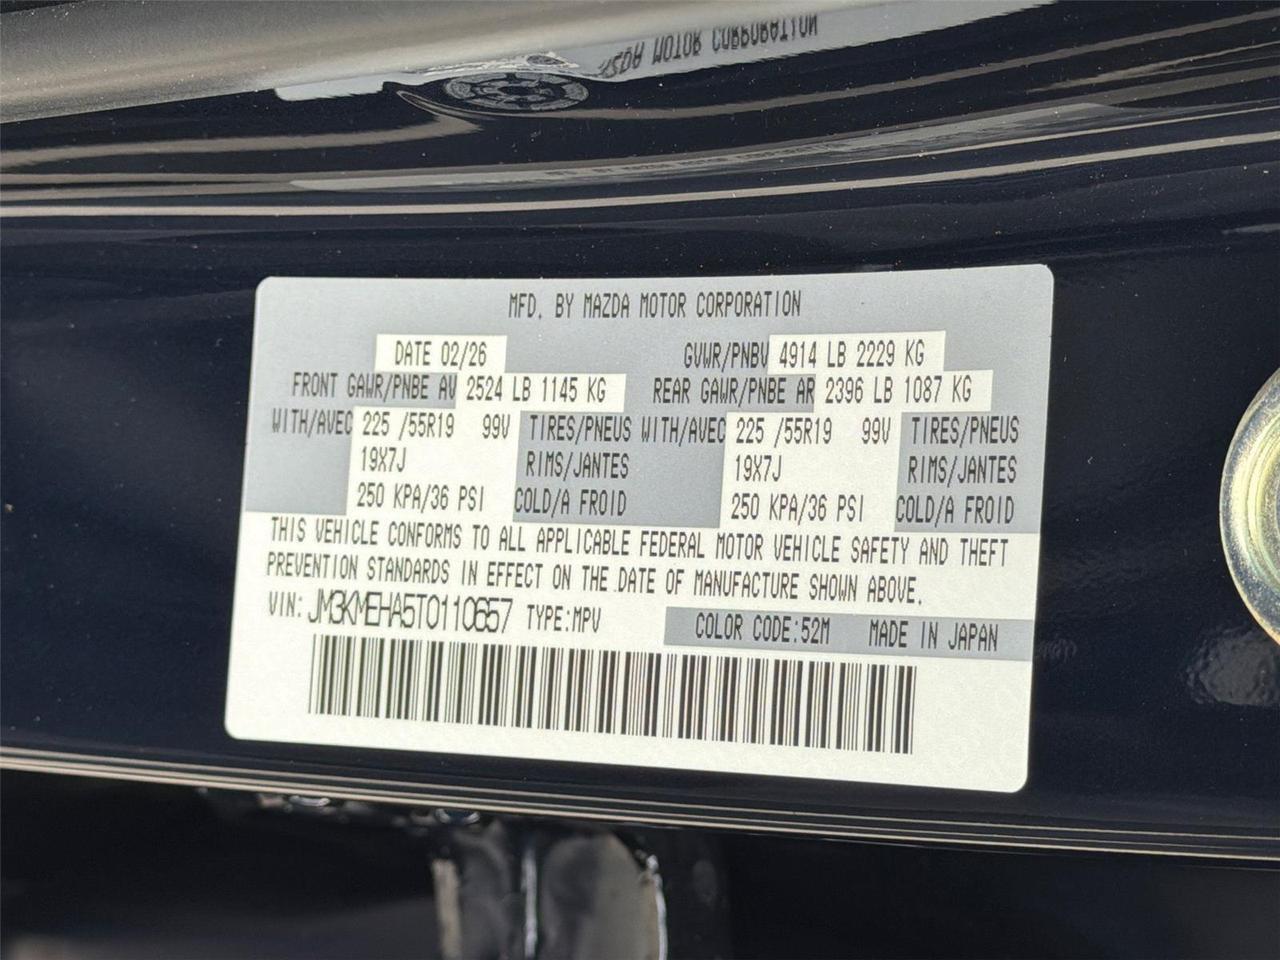 MFD. BY MAZDA MOTOR CORPORATION
DATE 02/26 GVWR/PNBV 4914 LB 2229 KG
FRONT GAWR/PNBE AV 2524 LB 1145 KG REAR GAWR/PNBE AR 2396 LB 1087 KG
WITH/AVEC 225 /55R19 99V TIRES/PNEUS WITH/AVEC 225 /55R19 99V TIRES/PNEUS
19X7J RIMS/JANTES 19X7J RIMS/JANTES
250 KPA/36 PSI COLD/A FROID 250 KPA/36 PSI COLD/A FROID
THIS VEHICLE CONFORMS TO ALL APPLICABLE FEDERAL MOTOR VEHICLE SAFETY AND THEFT
PREVENTION STANDARDS IN EFFECT ON THE DATE OF MANUFACTURE SHOWN ABOVE.
VIN: JM3KMEHA5T0110657 TYPE:MPV COLOR CODE:52M MADE IN JAPAN